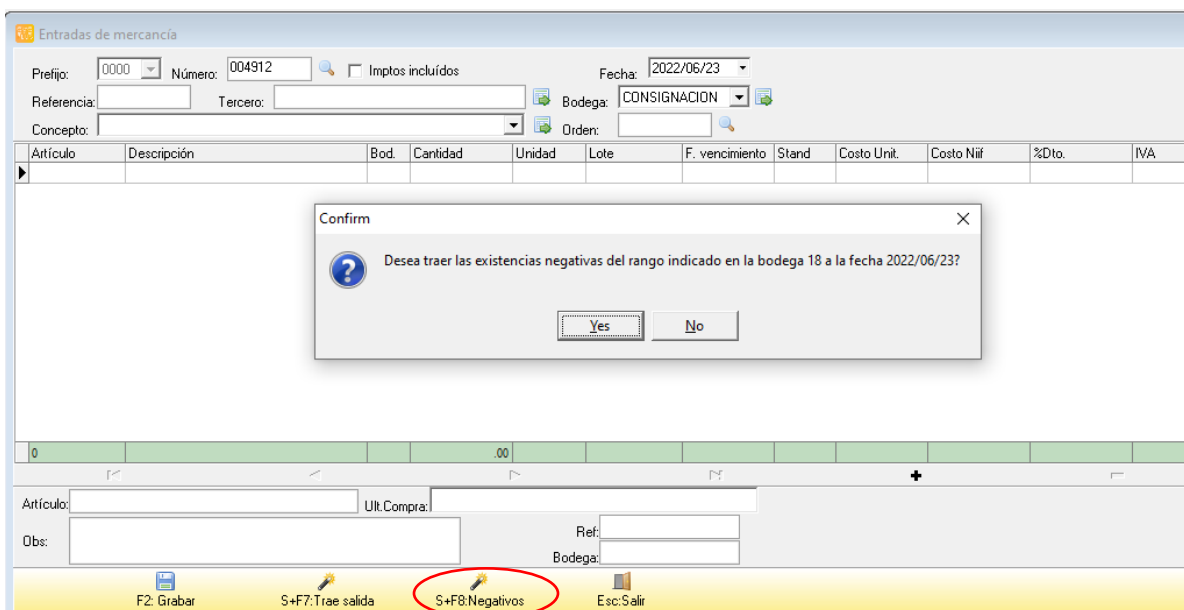 Entradas de mercancía
Prefijo: 0000 Número: 004912 Imptos incluídos Fecha: 2022/06/23
Referencia: Tercero: Bodega: CONSIGNACION
Concepto: Orden:
Artículo Descripción Bod. Cantidad Unidad Lote F. vencimiento Stand Costo Unit. Costo Niif %Dto. IVA
Confirm
Desea traer las existencias negativas del rango indicado en la bodega 18 a la fecha 2022/06/23?
Yes No
0 .00
Artículo: Ult.Compra:
Obs: Ref:
Bodega:
F2: Grabar S+F7:Trae salida S+F8:Negativos Esc:Salir